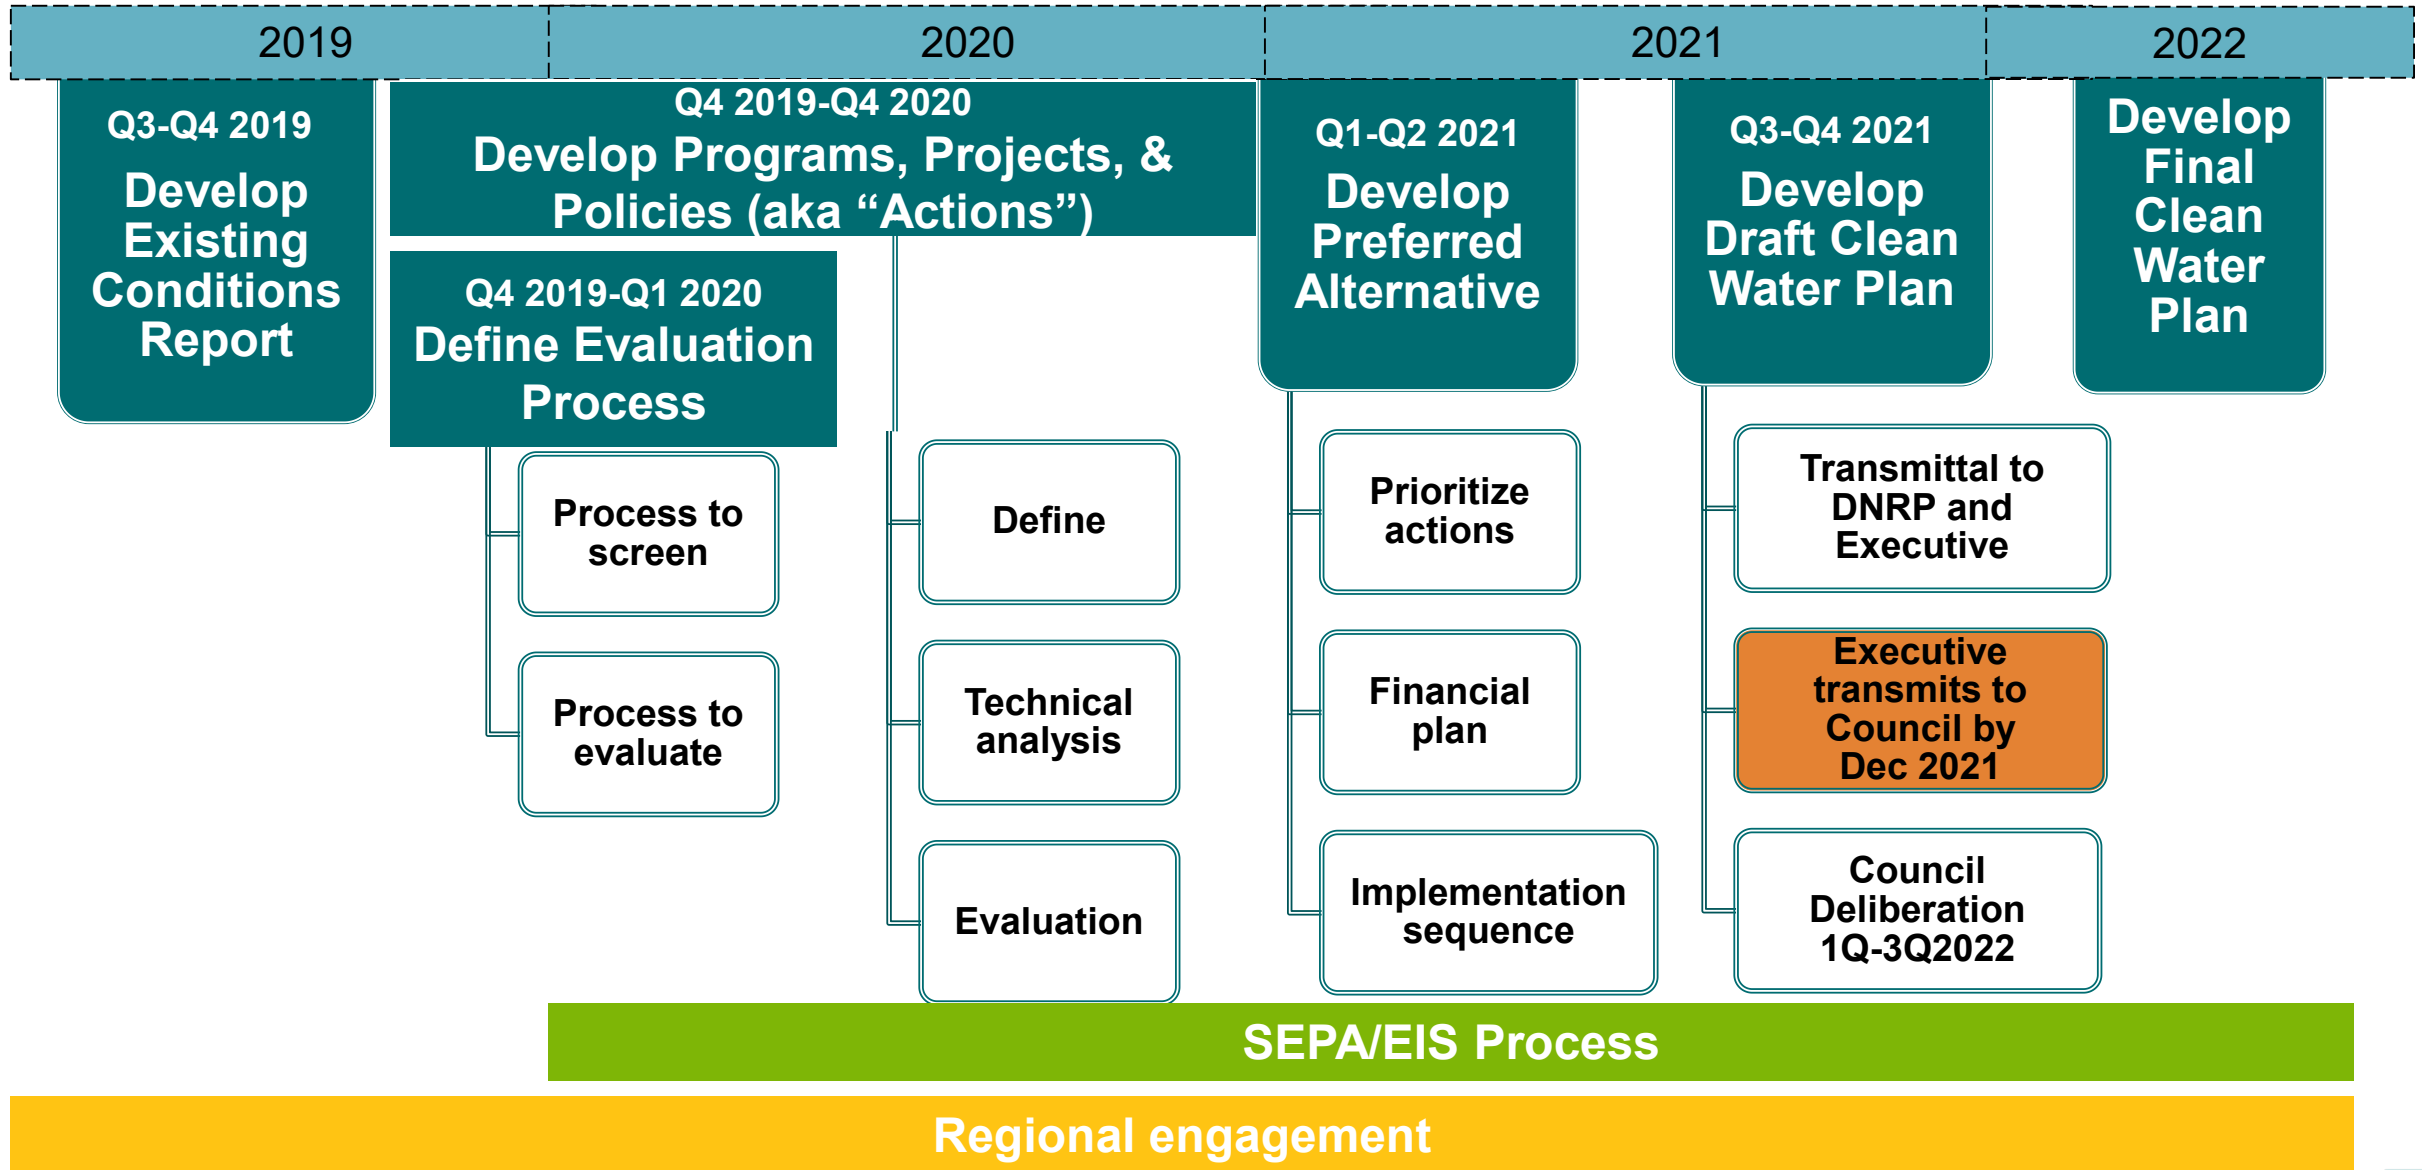 2019
2020
2021
2022
Q3-Q4 2019
Develop
Existing
Conditions
Report
Q4 2019-Q4 2020
Develop Programs, Projects, &
Policies (aka “Actions”)
Q4 2019-Q1 2020
Define Evaluation
Process
Process to
screen
Process to
evaluate
Define
Technical
analysis
Evaluation
Q1-Q2 2021
Develop
Preferred
Alternative
Prioritize
actions
Financial
plan
Implementation
sequence
Q3-Q4 2021
Develop
Draft Clean
Water Plan
Transmittal to
DNRP and
Executive
Executive
transmits to
Council by
Dec 2021
Council
Deliberation
1Q-3Q2022
Develop
Final
Clean
Water
Plan
SEPA/EIS Process
Regional engagement